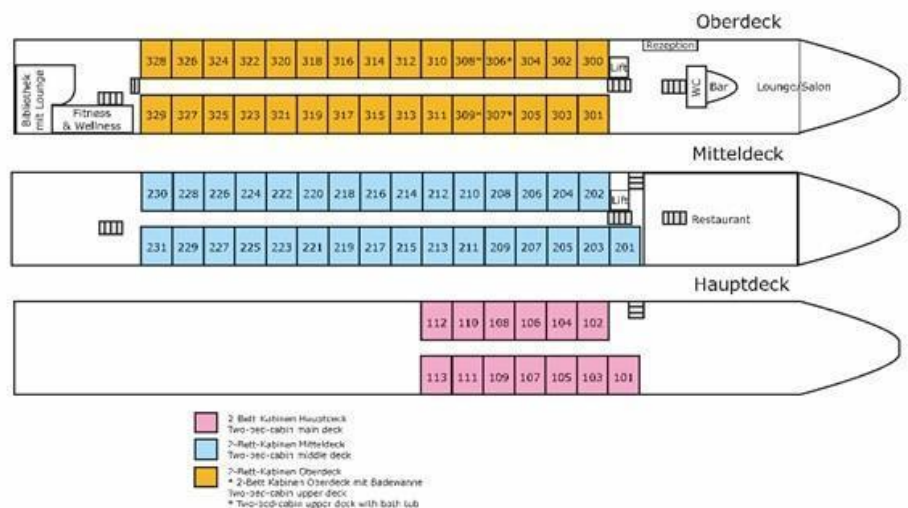 Oberdeck
Rezeption
328 326 324 322 320 318 316 314 312 310 308* 306* 304 302 300
Lift
WC
Bar
Lounge/Salon
Bibliothek
mit Lounge
Fitness
& Wellness
329 327 325 323 321 319 317 315 313 311 309* 307* 305 303 301
Mitteldeck
230 228 226 224 222 220 218 216 214 212 210 208 206 204 202
Lift
Restaurant
231 229 227 225 223 221 219 217 215 213 211 209 207 205 203 201
Hauptdeck
112 110 108 106 104 102
113 111 109 107 105 103 101
2-Bett-Kabinen Hauptdeck
Two-bed-cabin main deck
2-Bett-Kabinen Mitteldeck
Two-bed-cabin middle deck
2-Bett-Kabinen Oberdeck
* 2-Bett Kabinen Oberdeck mit Badewanne
Two-bed-cabin upper deck
* Two-bed-cabin upper deck with bath tub